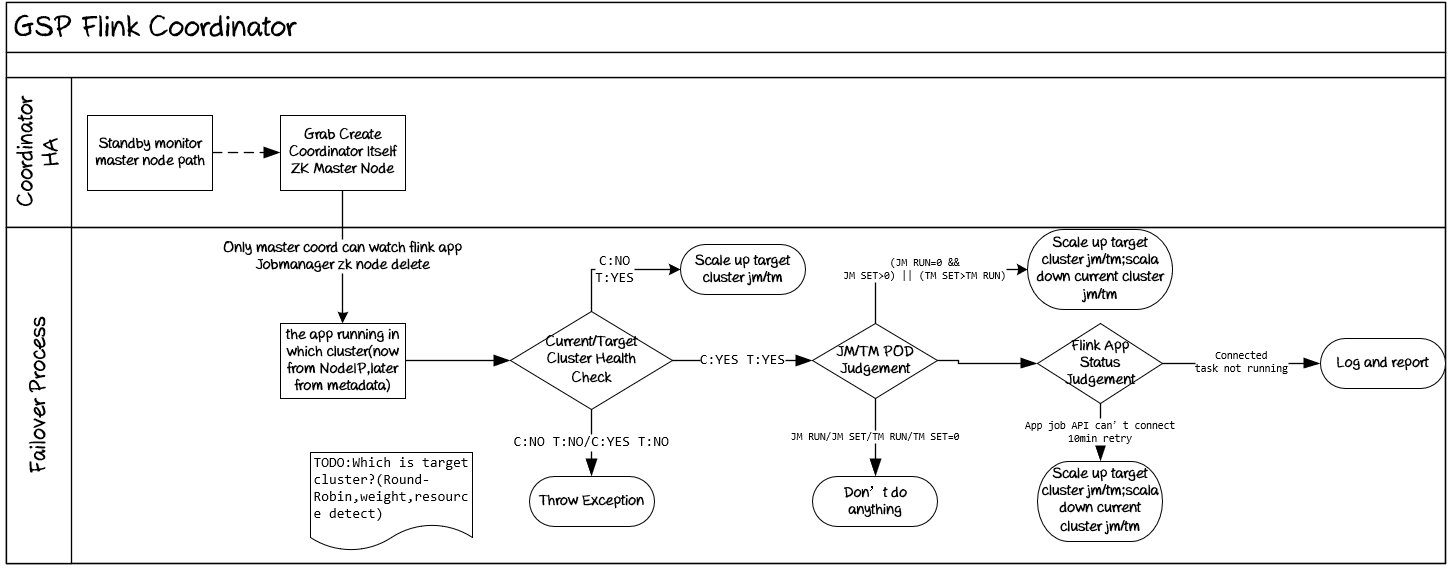 GSP Flink Coordinator
Coordinator
HA
Standby monitor
master node path
Grab Create
Coordinator Itself
ZK Master Node
Failover Process
Only master coord can watch flink app
Jobmanager zk node delete
the app running in
which cluster(now
from NodeIP,later
from metadata)
TODO:Which is target
cluster?(Round-
Robin,weight,resourc
e detect)
Current/Target
Cluster Health
Check
C:NO
T:YES
Scale up target
cluster jm/tm
C:NO T:NO/C:YES T:NO
Throw Exception
C:YES T:YES
JM/TM POD
Judgement
(JM RUN=0 &&
JM SET>0) || (TM SET>TM RUN)
Scale up target
cluster jm/tm;scala
down current cluster
jm/tm
JM RUN/JM SET/TM RUN/TM SET=0
Don’t do
anything
Flink App
Status
Judgement
App job API can’t connect
10min retry
Scale up target
cluster jm/tm;scala
down current
cluster jm/tm
Connected
task not running
Log and report